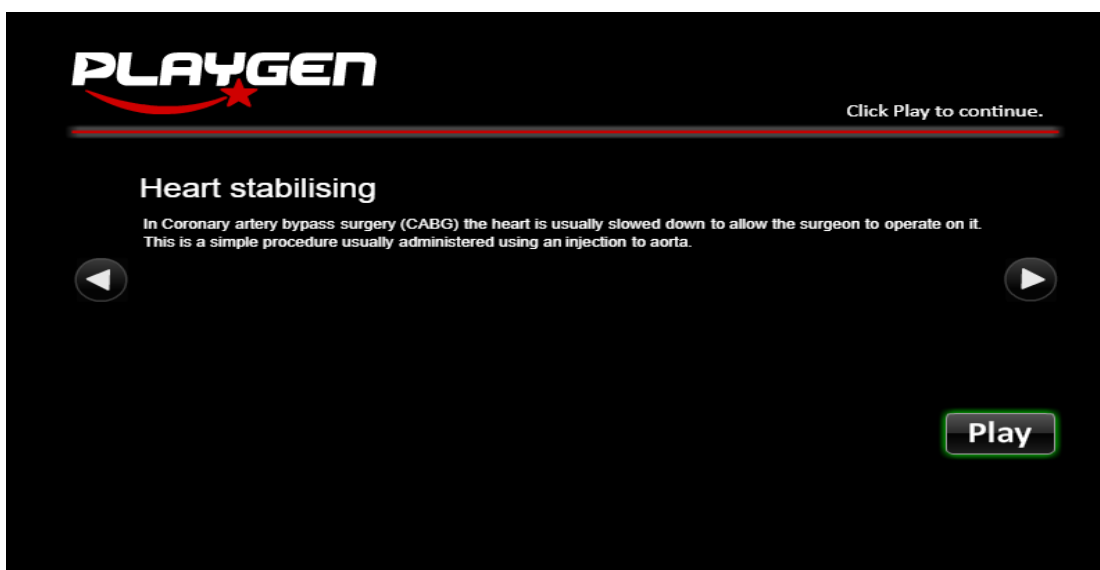 PLAYGEN
Click Play to continue.
Heart stabilising
In Coronary artery bypass surgery (CABG) the heart is usually slowed down to allow the surgeon to operate on it.
This is a simple procedure usually administered using an injection to aorta.
Play